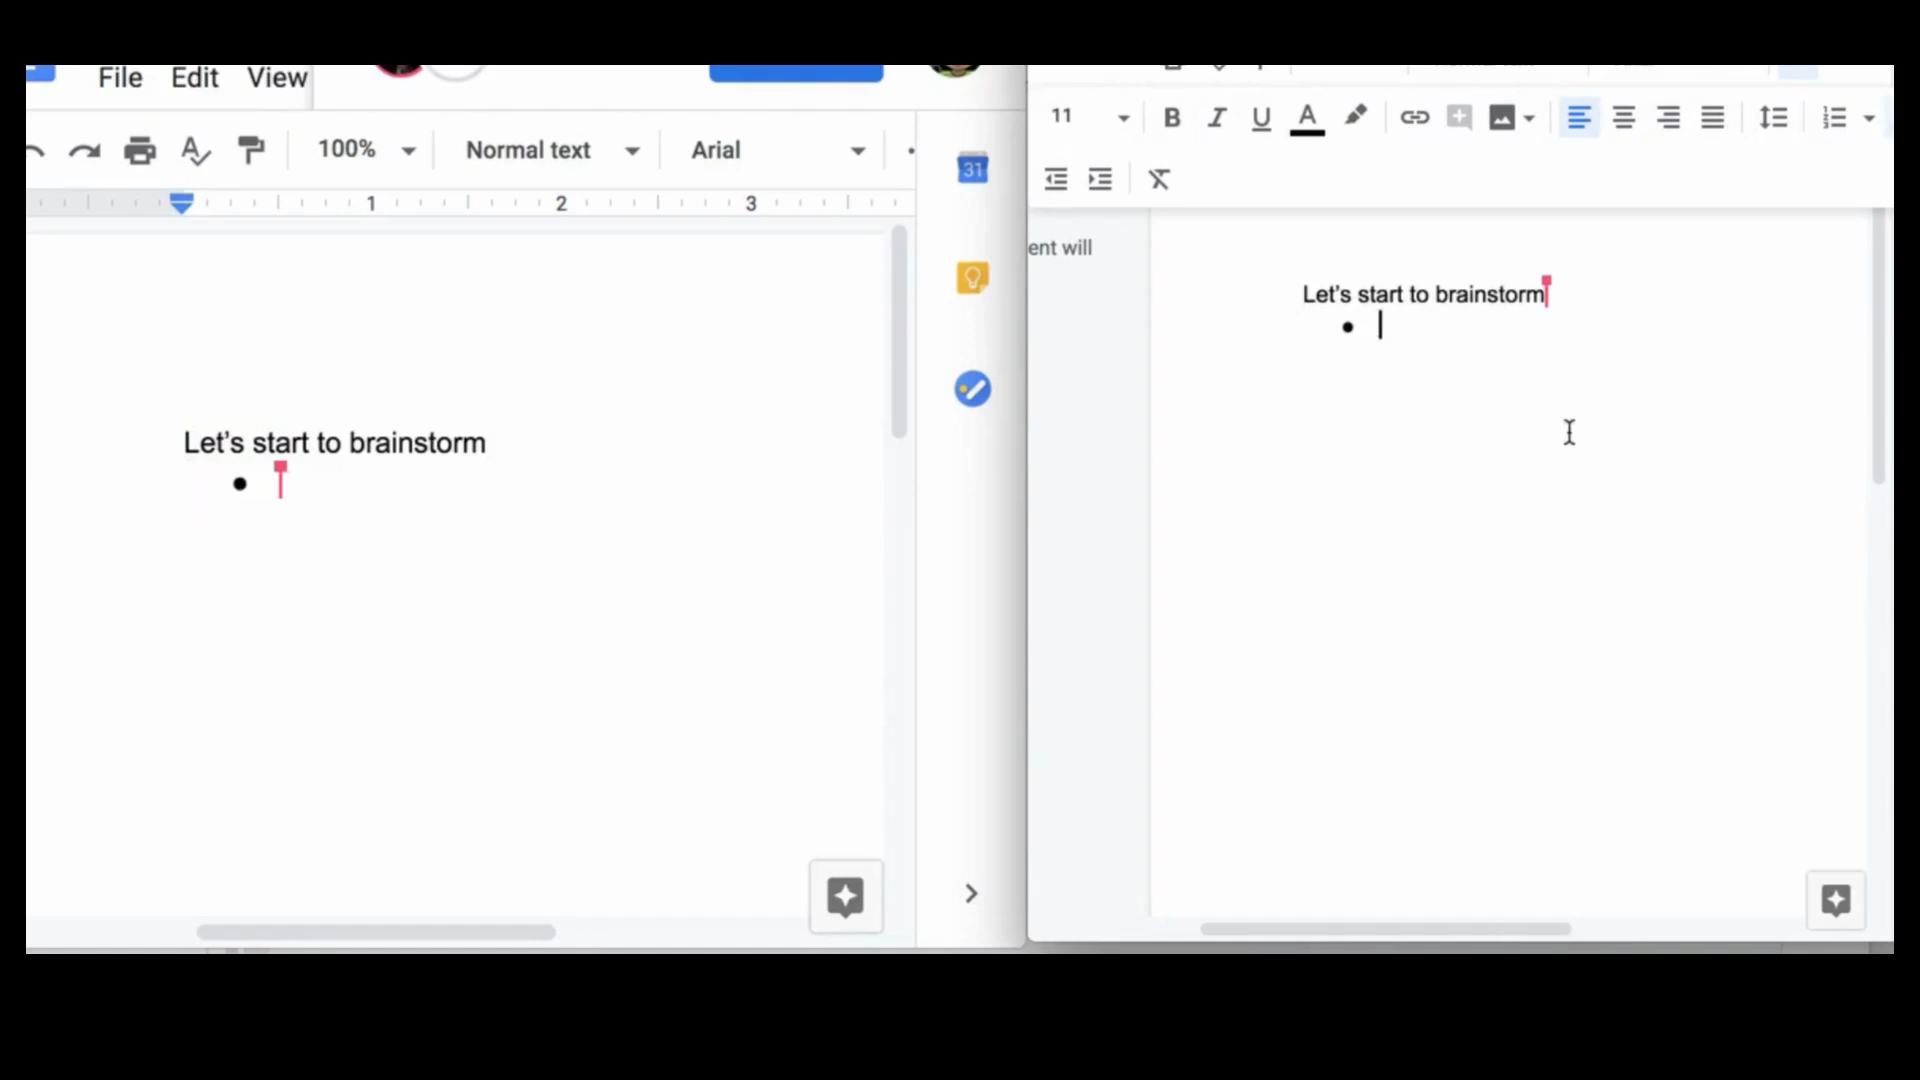 File Edit View
100% Normal text Arial
1 2 3
31
Let’s start to brainstorm
●
11 B I U A
ent will
Let’s start to brainstorm
●